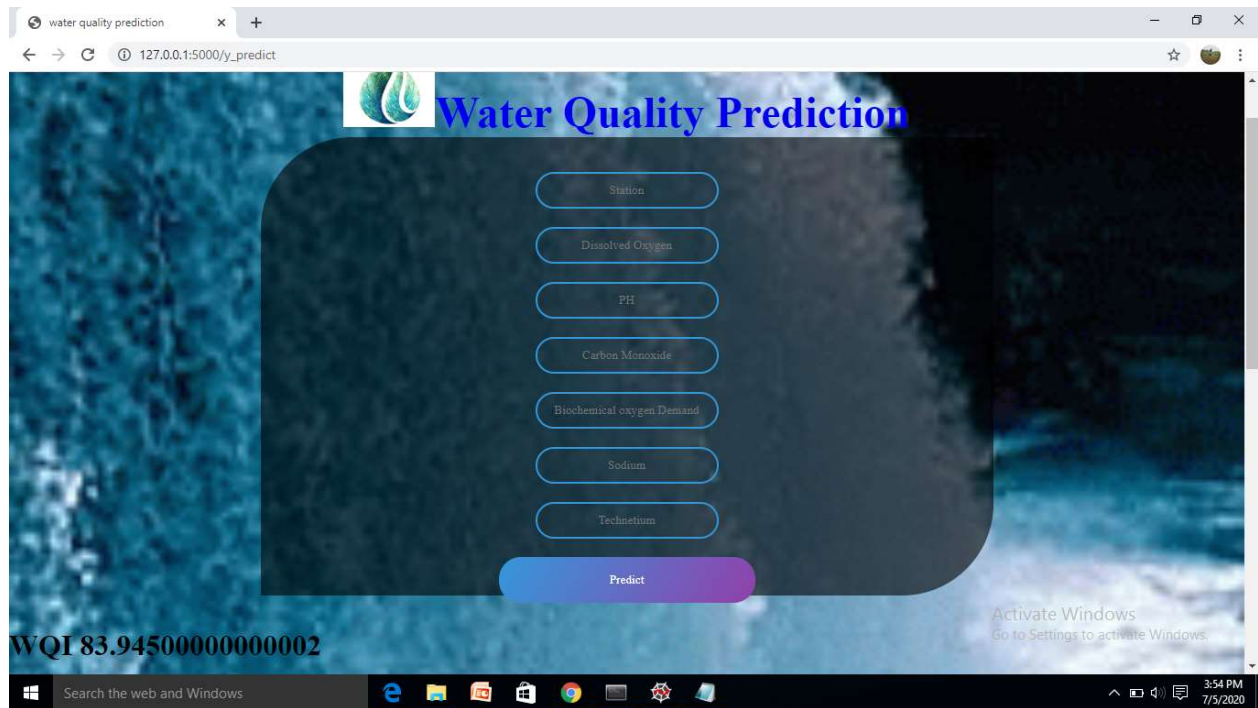 water quality prediction
127.0.0.1:5000/y_predict
Water Quality Prediction
Station
Dissolved Oxygen
PH
Carbon Monoxide
Biochemical oxygen Demand
Sodium
Technetium
Predict
WQI 83.94500000000002
Activate Windows
Go to Settings to activate Windows.
Search the web and Windows
3:54 PM
7/5/2020